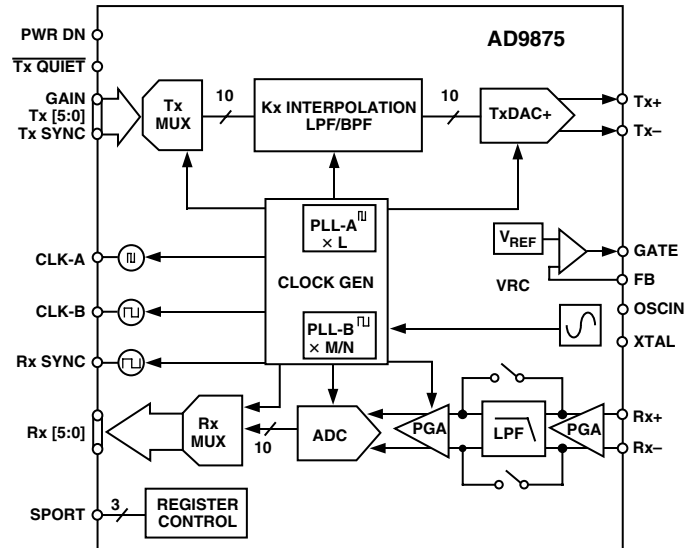 PWR DN
AD9875
Tx QUIET
GAIN
Tx [5:0]
Tx SYNC
Tx
MUX
10
Kx INTERPOLATION
LPF/BPF
10
TxDAC+
Tx+
Tx–
PLL-A
× L
CLOCK GEN
PLL-B
× M/N
VREF
VRC
GATE
FB
OSCIN
XTAL
CLK-A
CLK-B
Rx SYNC
Rx [5:0]
Rx
MUX
10
ADC
PGA
LPF
PGA
Rx+
Rx–
SPORT
3
REGISTER
CONTROL